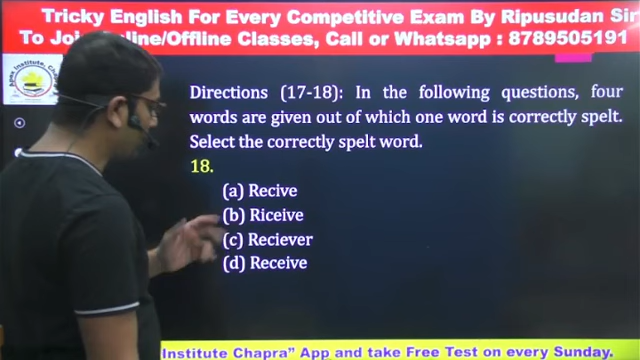 Tricky English For Every Competitive Exam By Ripusudan
To Online/Offline Classes, Call or Whatsapp : 8789505191
Apex Institute,
Directions (17-18): In the following questions, four
words are given out of which one word is correctly spelt.
Select the correctly spelt word.
18.
(a) Recive
(b) Riceive
(c) Reciever
(d) Receive
Institute Chapra” App and take Free Test on every Sunday.